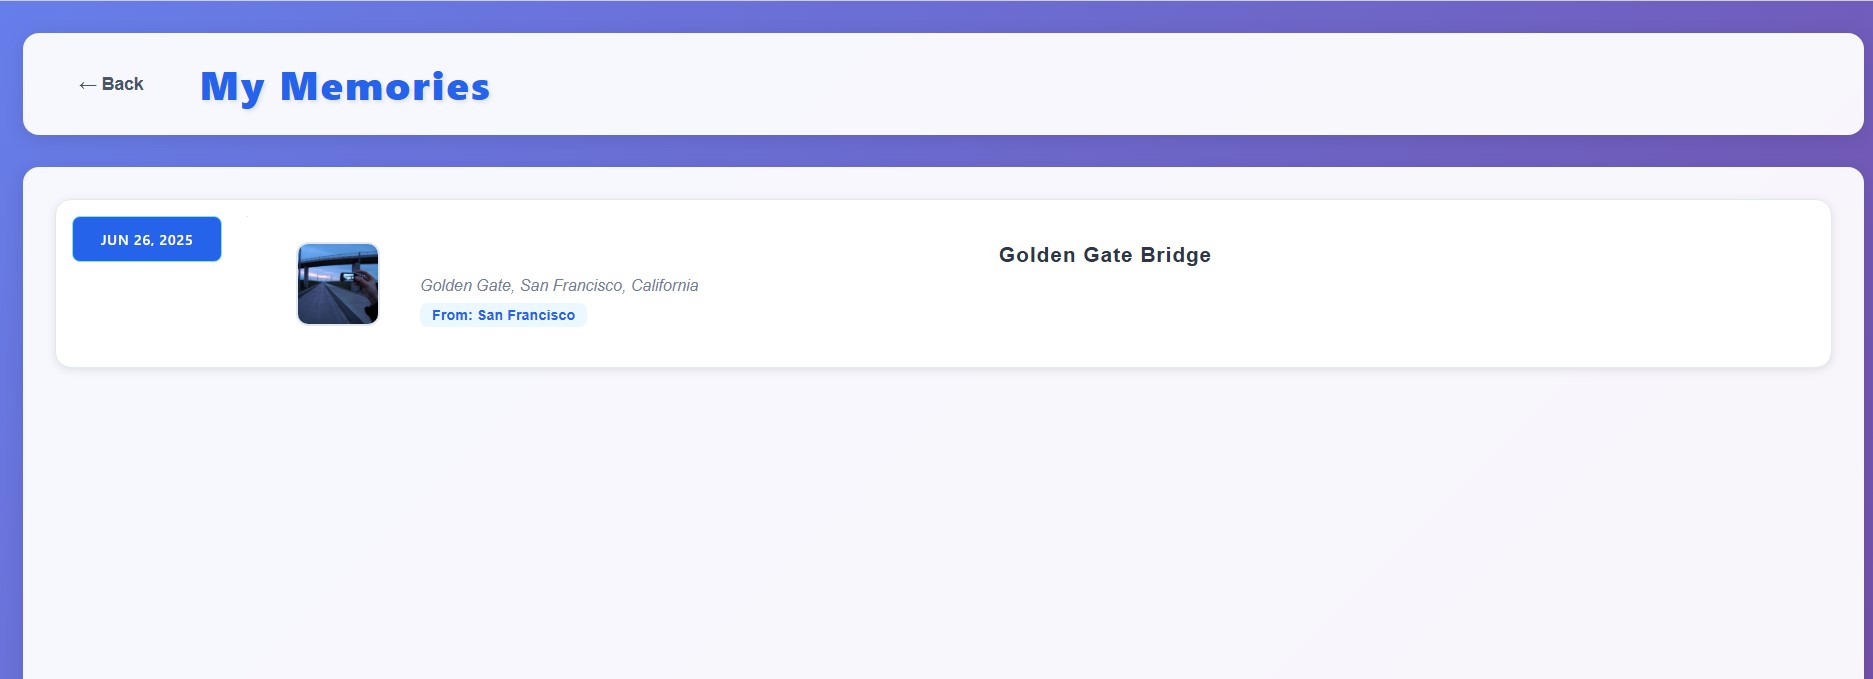 ← Back
My Memories
JUN 26, 2025
Golden Gate Bridge
Golden Gate, San Francisco, California
From: San Francisco